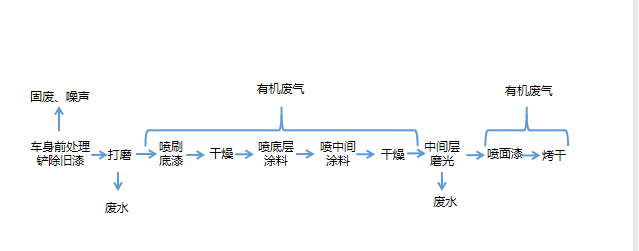 有机废气
有机废气
固废、噪声
车身前处理
铲除旧漆
打磨
喷刷
底漆
干燥
喷底层
涂料
喷中间
涂料
干燥
中间层
磨光
喷面漆
烤干
废水
废水